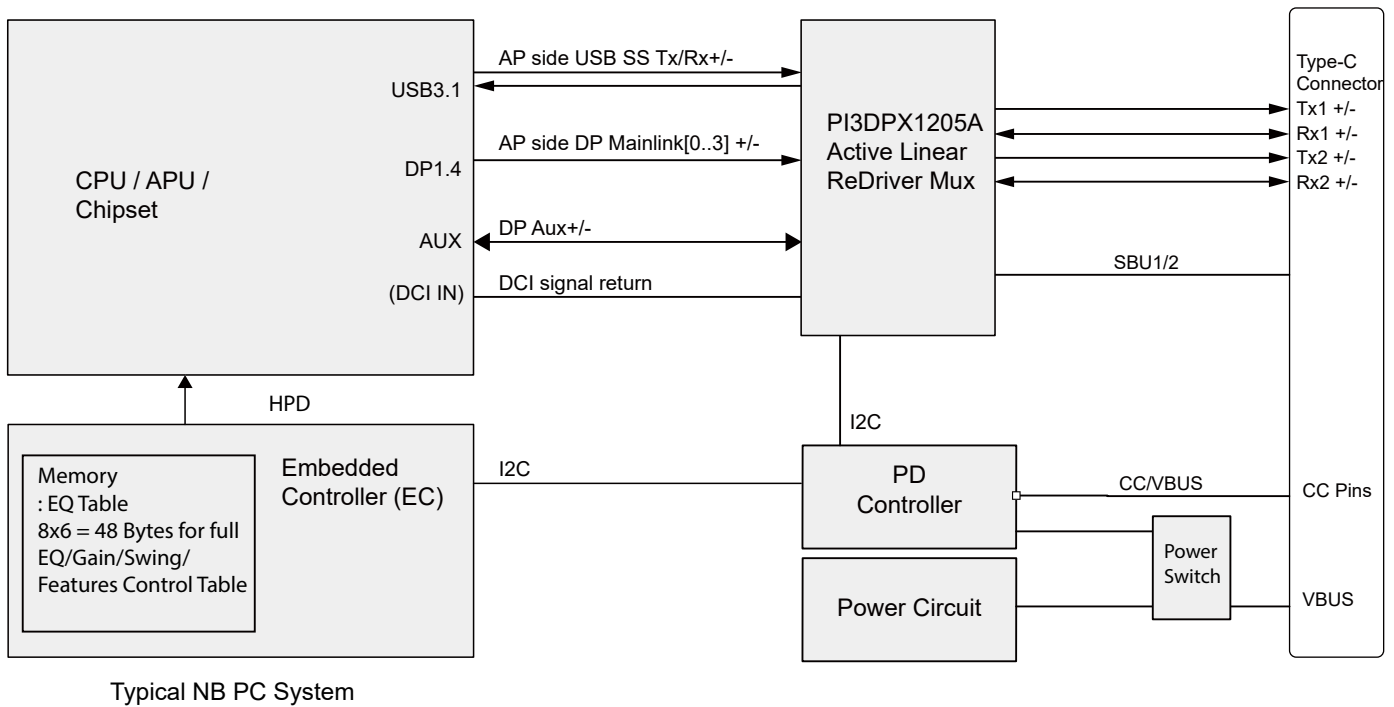 AP side USB SS Tx/Rx+/-
USB3.1
AP side DP Mainlink[0..3] +/-
DP1.4
CPU / APU /
Chipset
DP Aux+/-
AUX
DCI signal return
(DCI IN)
PI3DPX1205A
Active Linear
ReDriver Mux
Type-C
Connector
Tx1 +/-
Rx1 +/-
Tx2 +/-
Rx2 +/-
SBU1/2
HPD
I2C
Memory
: EQ Table
8x6 = 48 Bytes for full
EQ/Gain/Swing/
Features Control Table
Embedded
Controller (EC)
I2C
PD
Controller
CC/VBUS
CC Pins
Power
Switch
Power Circuit
VBUS
Typical NB PC System